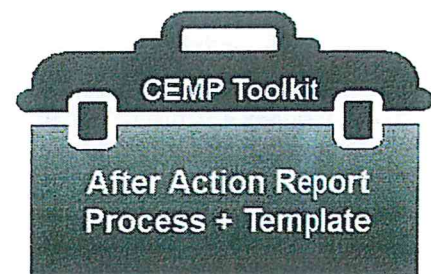 CEMP Toolkit
After Action Report
Process + Template